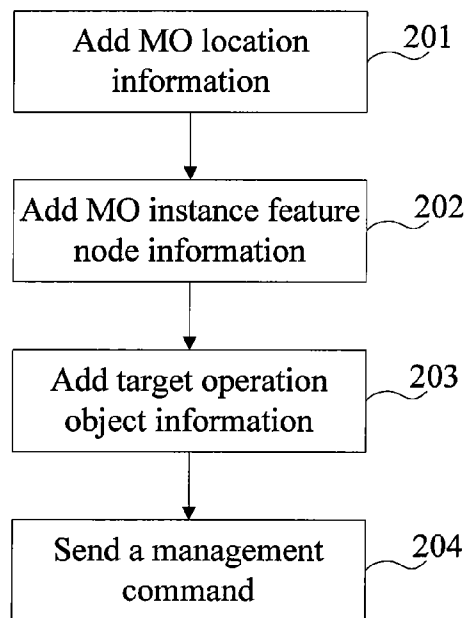 Add MO location
information
201
Add MO instance feature
node information
202
Add target operation
object information
203
Send a management
command
204